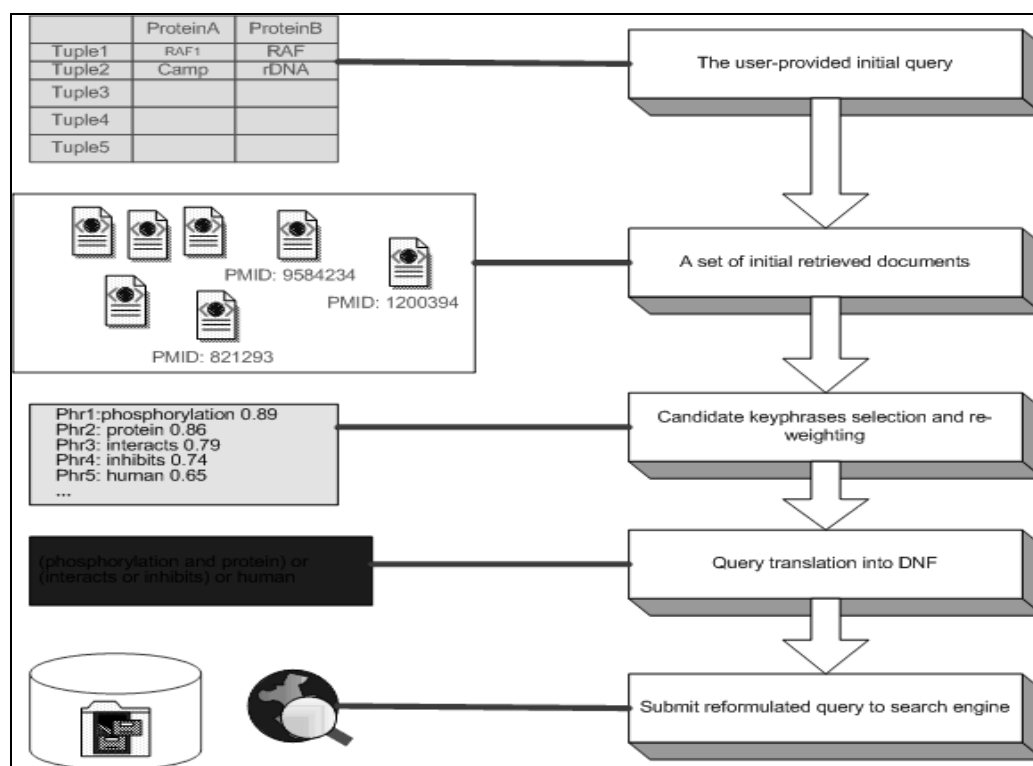 ProteinA ProteinB
Tuple1 RAF1 RAF
Tuple2 Camp rDNA
Tuple3
Tuple4
Tuple5
The user-provided initial query
PMID: 9584234
PMID: 1200394
PMID: 821293
A set of initial retrieved documents
Phr1:phosphorylation 0.89
Phr2: protein 0.86
Phr3: interacts 0.79
Phr4: inhibits 0.74
Phr5: human 0.65
...
Candidate keyphrases selection and re-
weighting
(phosphorylation and protein) or
(interacts or inhibits) or human
Query translation into DNF
Submit reformulated query to search engine